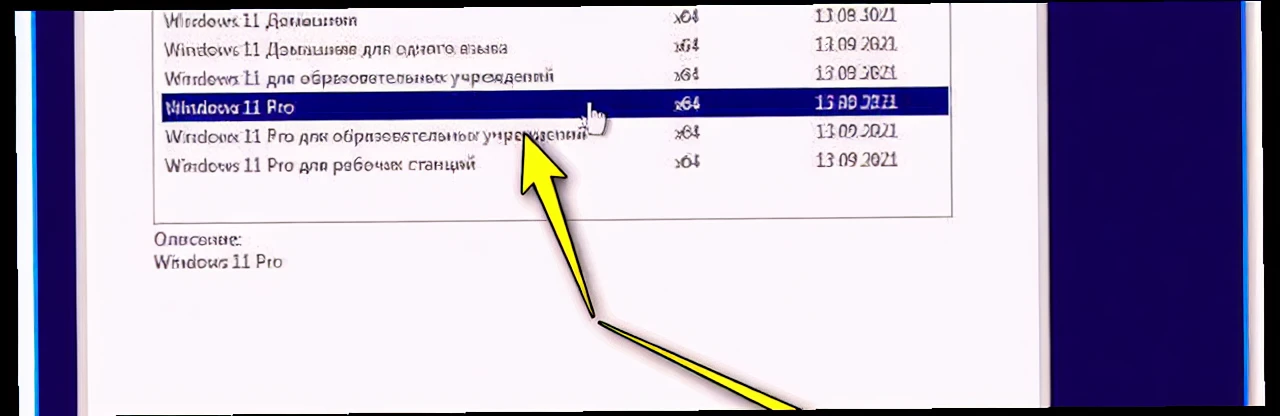 Windows 11 Домашняя x64 13.09.2021
Windows 11 Домашняя для одного языка x64 13.09.2021
Windows 11 для образовательных учреждений x64 13.09.2021
Windows 11 Pro x64 13.09.2021
Windows 11 Pro для образовательных учреждений x64 13.09.2021
Windows 11 Pro для рабочих станций x64 13.09.2021
Описание:
Windows 11 Pro